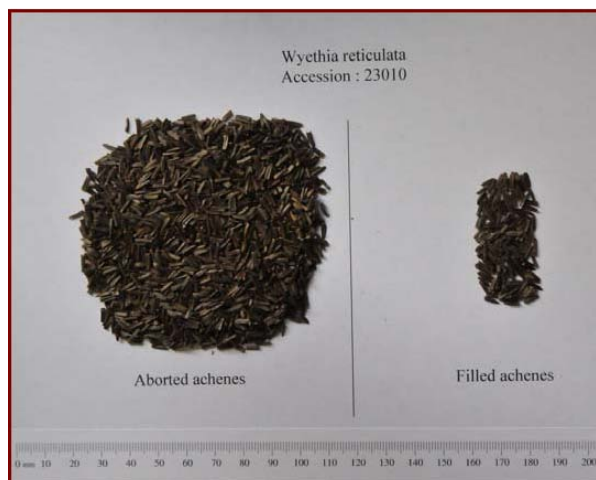 Wyethia reticulata
Accession : 23010
Aborted achenes
Filled achenes
0 mm 10 20 30 40 50 60 70 80 90 100 110 120 130 140 150 160 170 180 190 200